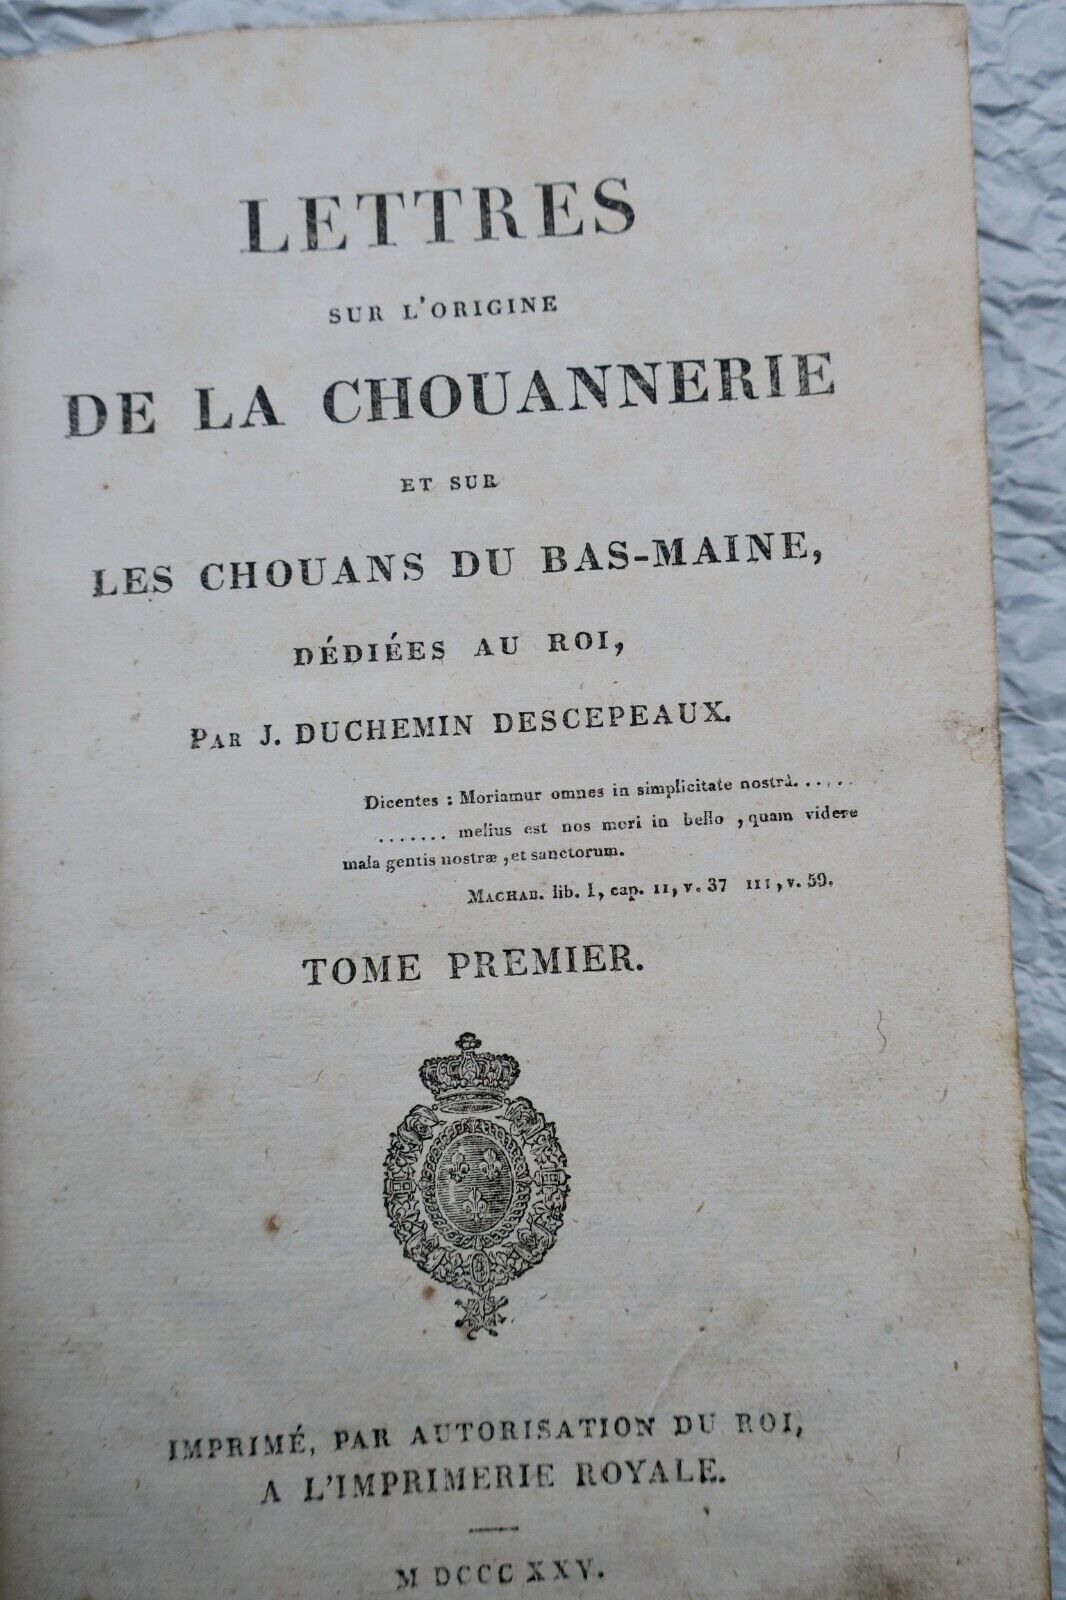 LETTRES
SUR L'ORIGINE
DE LA CHOUANNERIE
ET SUR
LES CHOUANS DU BAS-MAINE,
DÉDIÉES AU ROI,
PAR J. DUCHEMIN DESCEPEAUX.
Dicentes : Moriamur omnes in simplicitate nostrâ. . . . . .
. . . . . . . melius est nos mori in bello , quam videre
mala gentis nostræ , et sanctorum.
MACHAB. lib. I, cap. II, v. 37 III, v. 59.
TOME PREMIER.
IMPRIMÉ, PAR AUTORISATION DU ROI,
A L'IMPRIMERIE ROYALE.
M DCCC XXV.